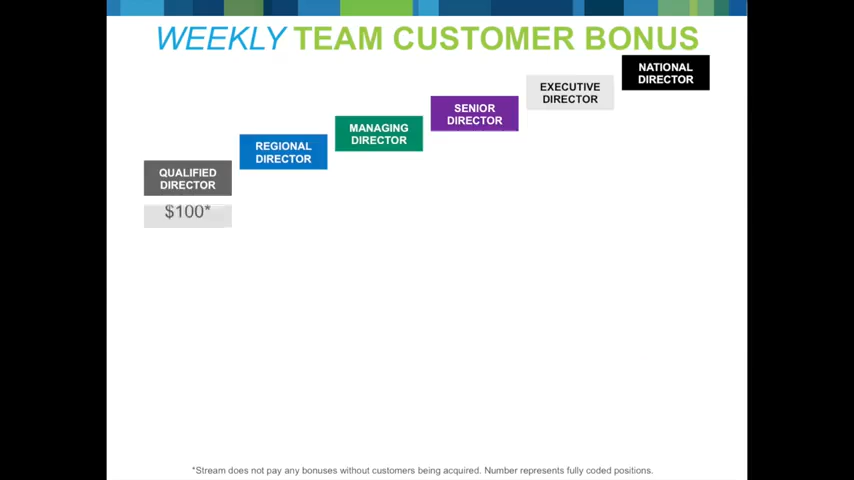 WEEKLY TEAM CUSTOMER BONUS
NATIONAL
DIRECTOR
EXECUTIVE
DIRECTOR
SENIOR
DIRECTOR
MANAGING
DIRECTOR
REGIONAL
DIRECTOR
QUALIFIED
DIRECTOR
$100*
*Stream does not pay any bonuses without customers being acquired. Number represents fully coded positions.